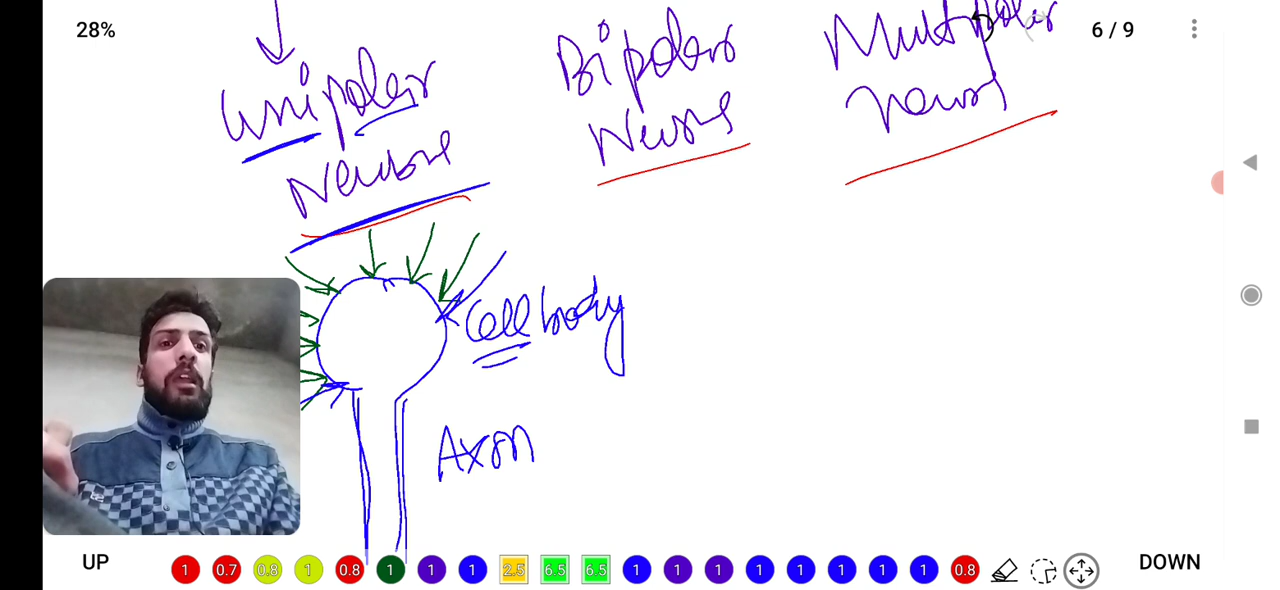 28%
6 / 9
Unipolar
Neurone
Bipolar
Neurone
Multipolar
Neuron
Cell body
Axon
UP
1 0.7 0.8 1 0.8 1 1 1 2.5 6.5 6.5 1 1 1 1 1 1 1 1 0.8
DOWN